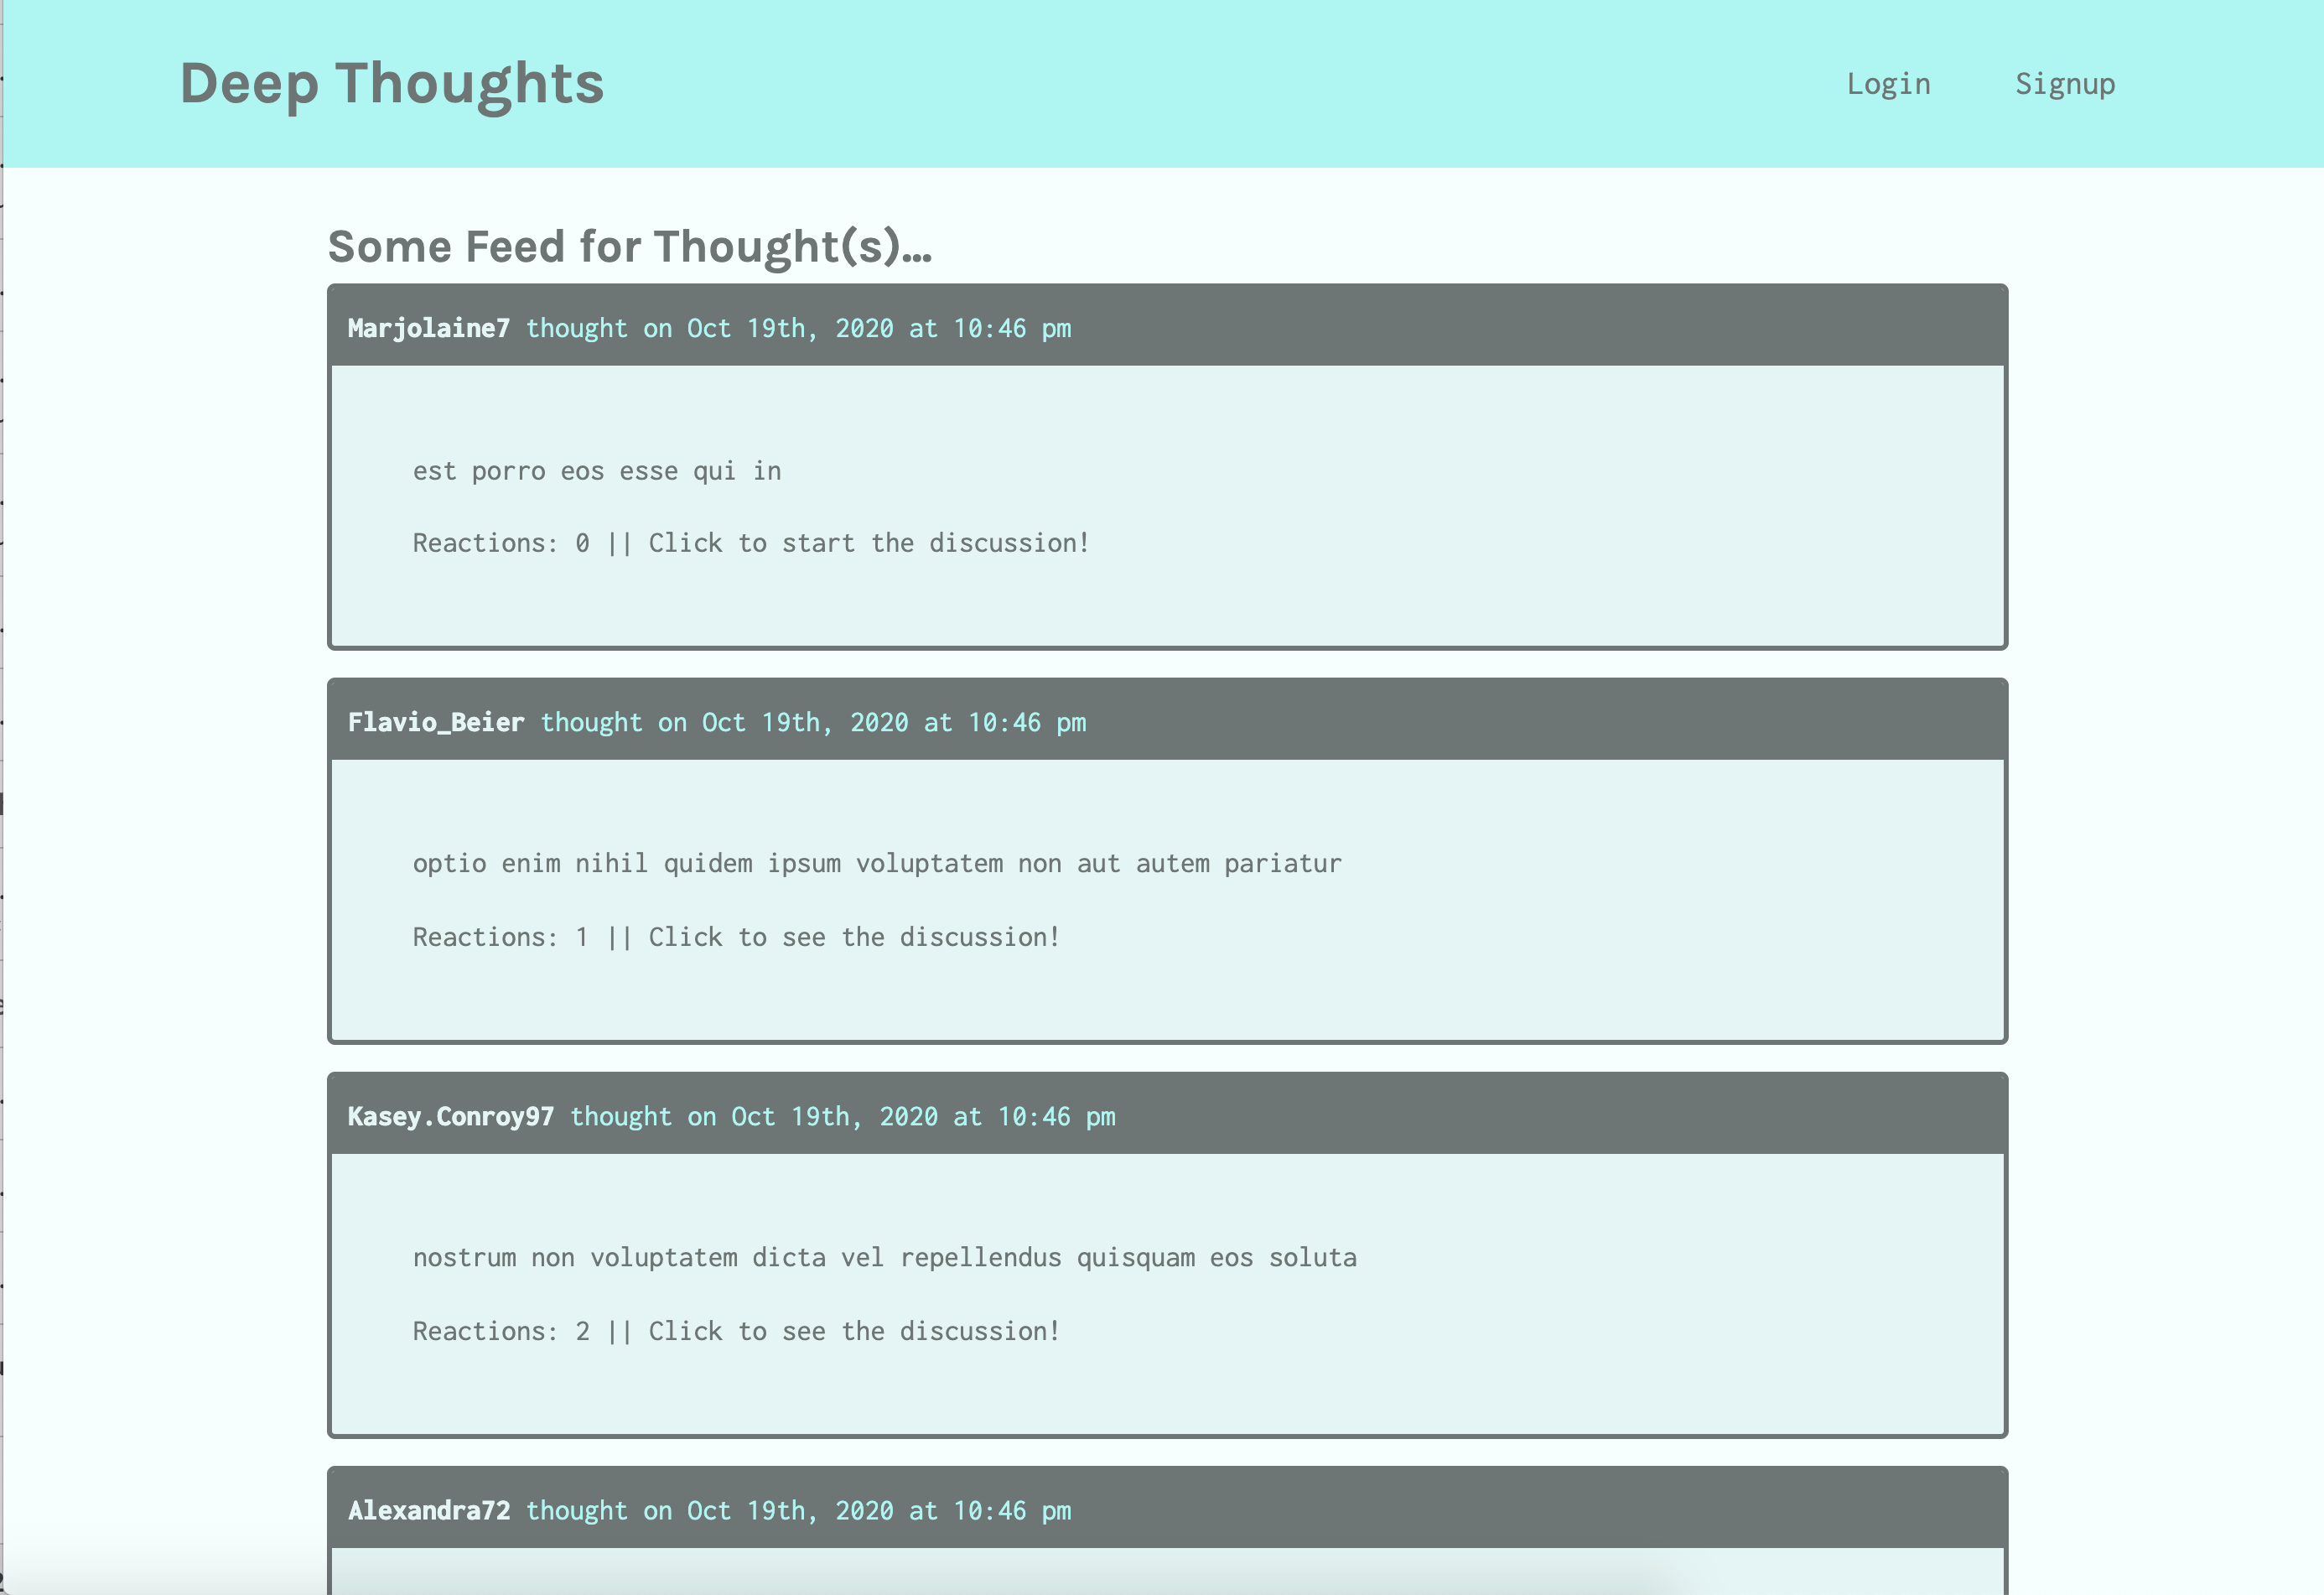 Deep Thoughts
Login
Signup
Some Feed for Thought(s)...
Marjolaine7 thought on Oct 19th, 2020 at 10:46 pm
est porro eos esse qui in
Reactions: 0 || Click to start the discussion!
Flavio_Beier thought on Oct 19th, 2020 at 10:46 pm
optio enim nihil quidem ipsum voluptatem non aut autem pariatur
Reactions: 1 || Click to see the discussion!
Kasey.Conroy97 thought on Oct 19th, 2020 at 10:46 pm
nostrum non voluptatem dicta vel repellendus quisquam eos soluta
Reactions: 2 || Click to see the discussion!
Alexandra72 thought on Oct 19th, 2020 at 10:46 pm